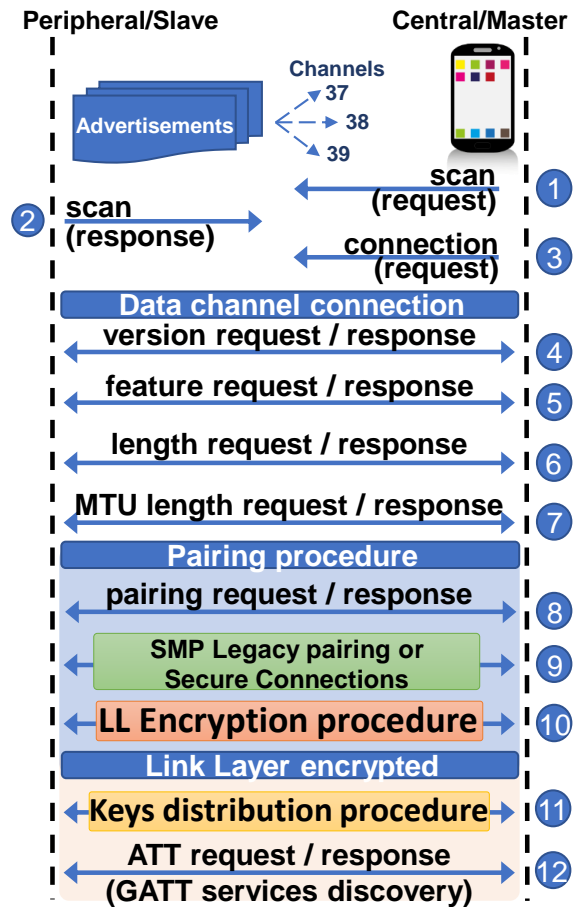 Peripheral/Slave
Central/Master
Channels
37
Advertisements
38
39
scan
(request)
1
2
scan
(response)
connection
(request)
3
Data channel connection
version request / response
4
feature request / response
5
length request / response
6
MTU length request / response
7
Pairing procedure
pairing request / response
8
SMP Legacy pairing or
Secure Connections
9
LL Encryption procedure
10
Link Layer encrypted
Keys distribution procedure
11
ATT request / response
(GATT services discovery)
12